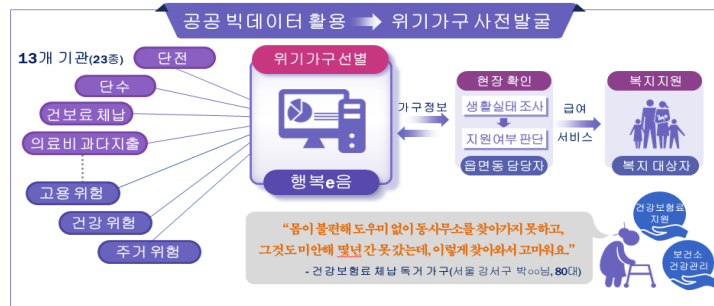 공공 빅데이터 활용 → 위기가구 사전발굴
13개 기관(23종)
단전
단수
건보료 체납
의료비 과다지출
고용 위험
건강 위험
주거 위험
위기가구 선별
행복e음
가구정보
현장 확인
생활실태 조사
지원여부 판단
읍면동 담당자
급여
서비스
복지지원
복지 대상자
“몸이 불편해 도우미 없이 동사무소를 찾아가지 못하고,
그것도 미안해 몇년 간 못 갔는데, 이렇게 찾아와서 고마워요.”
- 건강보험료 체납 독거 가구(서울 강서구 박○○님, 80대)
건강보험료
지원
보건소
건강관리